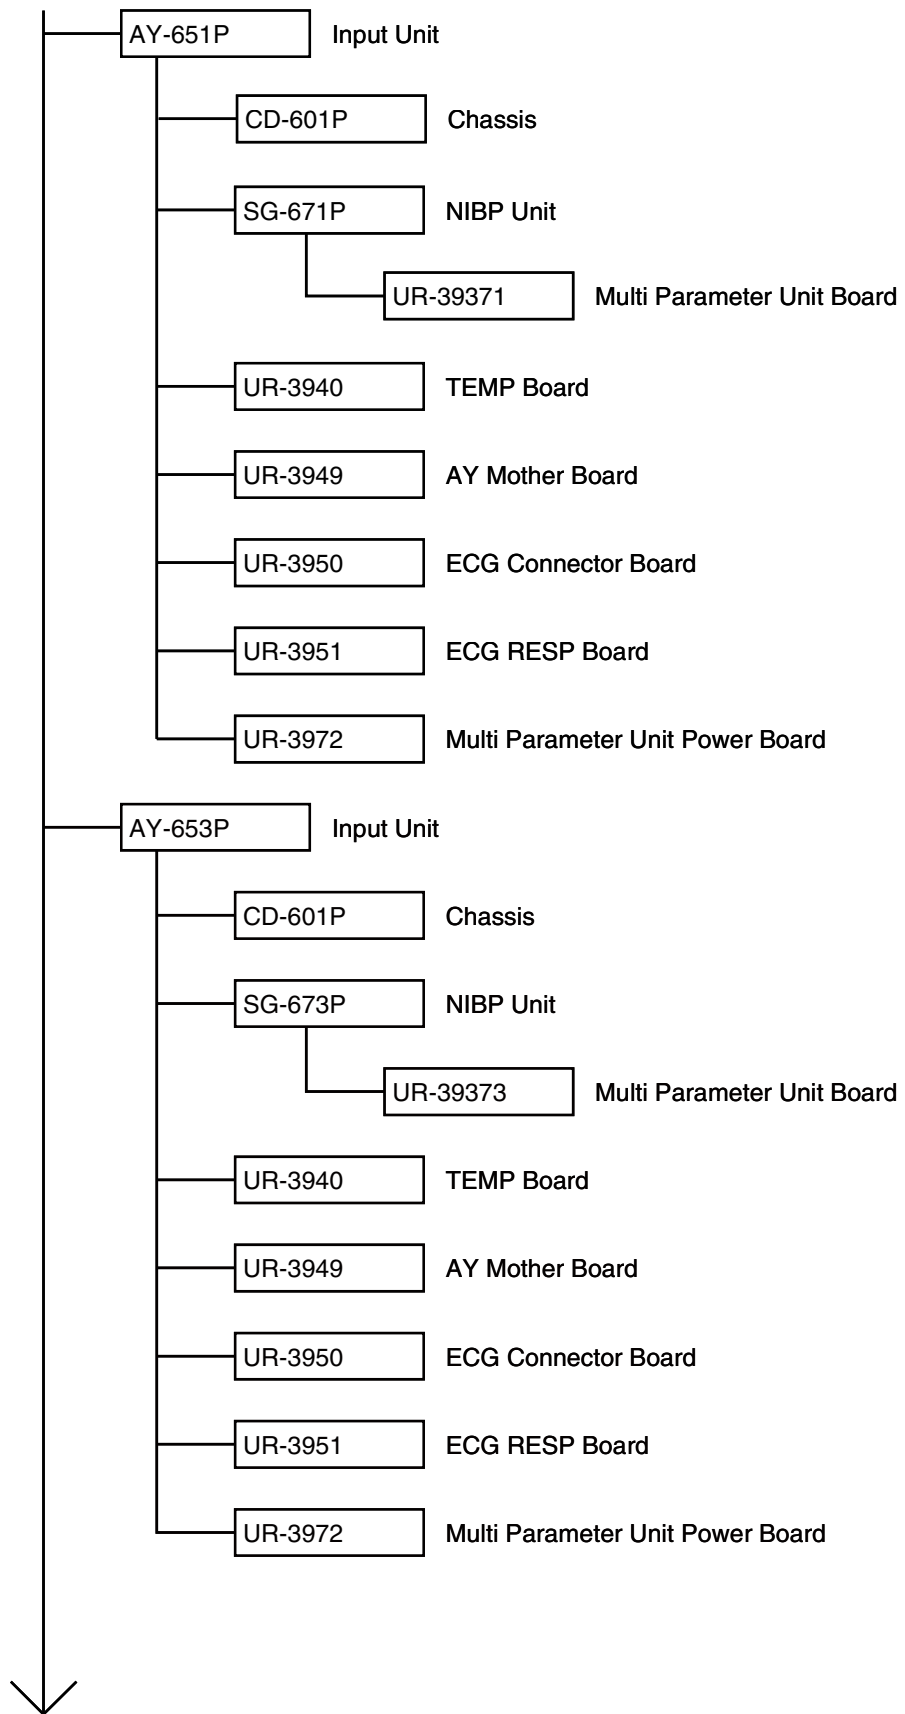 AY-651P Input Unit
CD-601P Chassis
SG-671P NIBP Unit
UR-39371 Multi Parameter Unit Board
UR-3940 TEMP Board
UR-3949 AY Mother Board
UR-3950 ECG Connector Board
UR-3951 ECG RESP Board
UR-3972 Multi Parameter Unit Power Board
AY-653P Input Unit
CD-601P Chassis
SG-673P NIBP Unit
UR-39373 Multi Parameter Unit Board
UR-3940 TEMP Board
UR-3949 AY Mother Board
UR-3950 ECG Connector Board
UR-3951 ECG RESP Board
UR-3972 Multi Parameter Unit Power Board